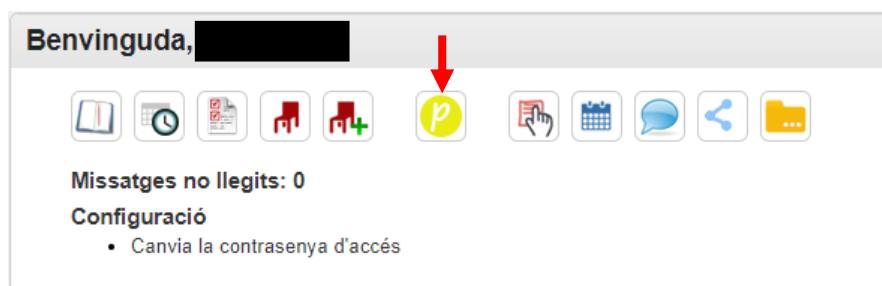 Benvinguda,
p
Missatges no llegits: 0
Configuració
• Canvia la contrasenya d'accés